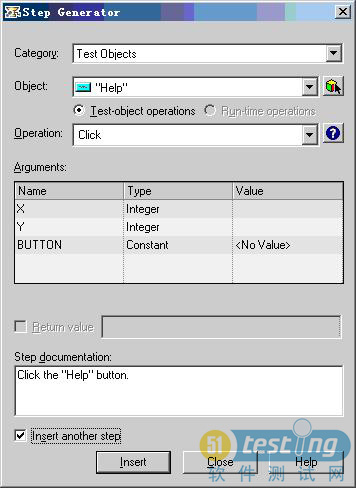 Step Generator
Category: Test Objects
Object: "Help"
Test-object operations Run-time operations
Operation: Click
Arguments:
Name Type Value
X Integer
Y Integer
BUTTON Constant <No Value>
Return value
Step documentation:
Click the "Help" button.
Insert another step
Insert Close Help
51testing
软件测试网